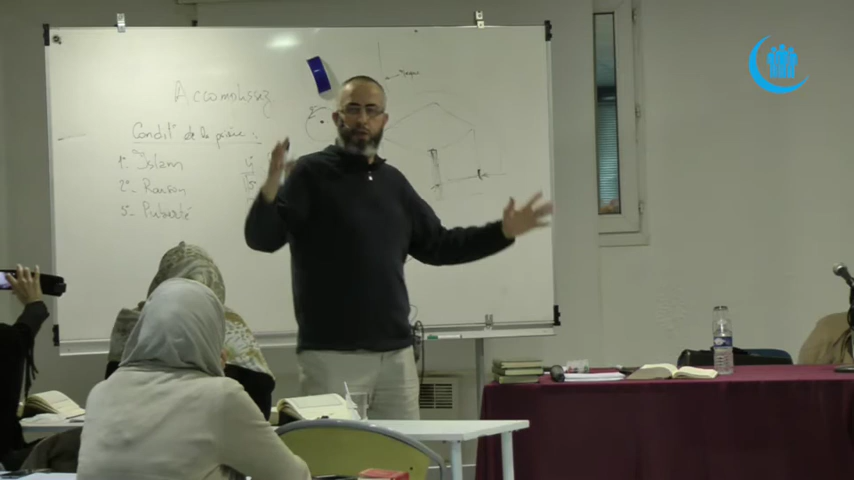 Accomplissez
Condit° de la prière :
1°- Islam
2°- Raison
3°- Puberté